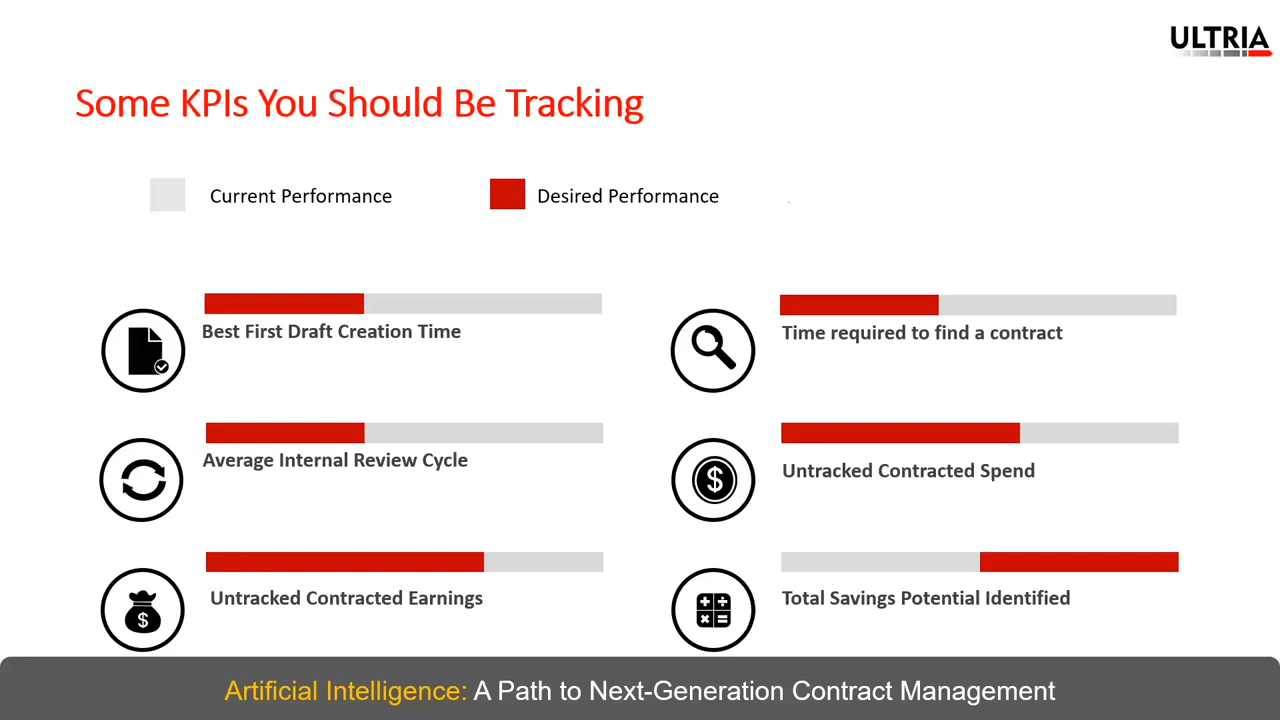 ULTRIA
Some KPIs You Should Be Tracking
Current Performance
Desired Performance
Best First Draft Creation Time
Time required to find a contract
Average Internal Review Cycle
Untracked Contracted Spend
Untracked Contracted Earnings
Total Savings Potential Identified
Artificial Intelligence: A Path to Next-Generation Contract Management